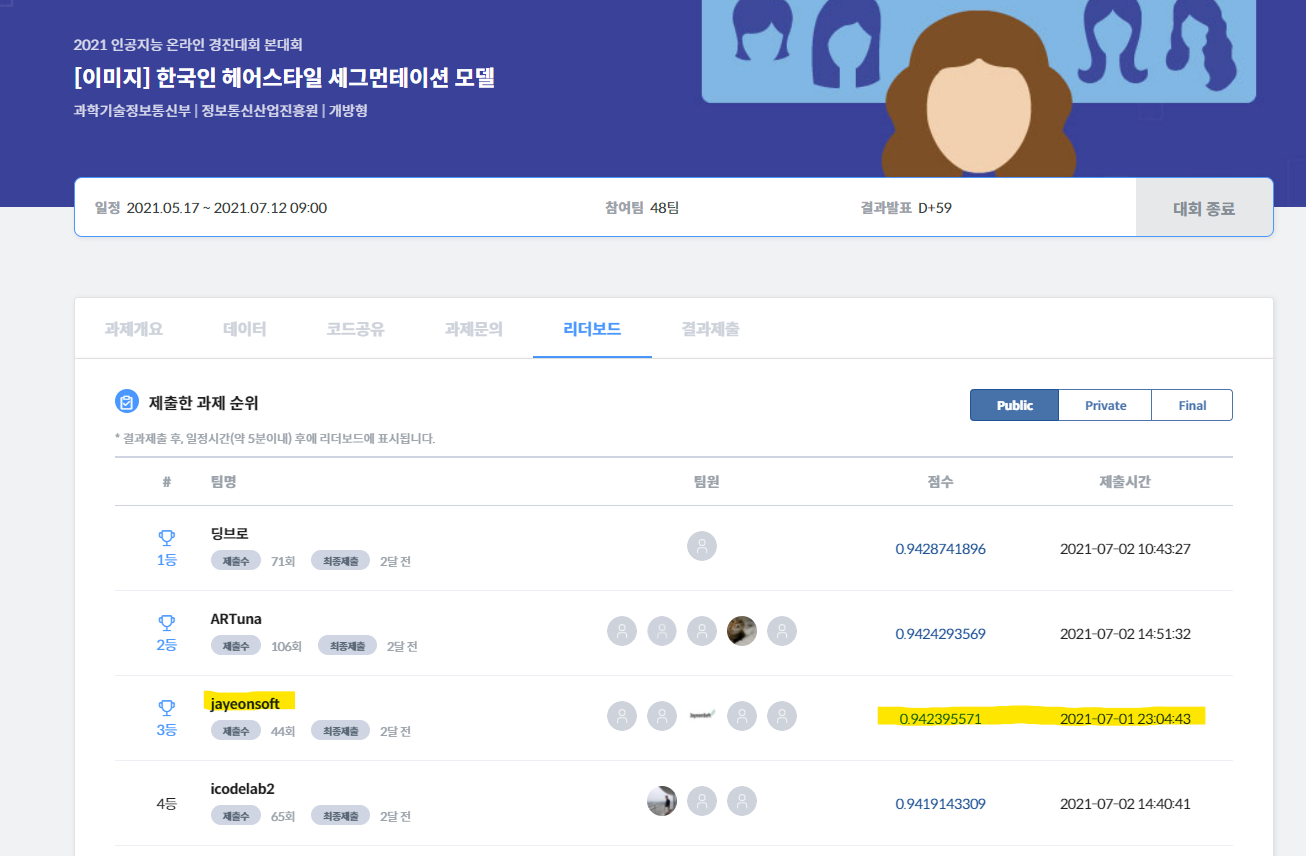 2021 인공지능 온라인 경진대회 본대회
[이미지] 한국인 헤어스타일 세그먼테이션 모델
과학기술정보통신부 | 정보통신산업진흥원 | 개방형
일정 2021.05.17 ~ 2021.07.12 09:00 참여팀 48팀 결과발표 D+59 대회 종료
과제개요 데이터 코드공유 과제문의 리더보드 결과제출
제출한 과제 순위 Public Private Final
* 결과제출 후, 일정시간(약 5분이내) 후에 리더보드에 표시됩니다.
# 팀명 팀원 점수 제출시간
딩브로
1등 제출수 71회 최종제출 2달 전 0.9428741896 2021-07-02 10:43:27
ARTuna
2등 제출수 106회 최종제출 2달 전 0.9424293569 2021-07-02 14:51:32
jayeonsoft
3등 제출수 44회 최종제출 2달 전 JayeonSoft 0.942395571 2021-07-01 23:04:43
icodelab2
4등 제출수 65회 최종제출 2달 전 0.9419143309 2021-07-02 14:40:41